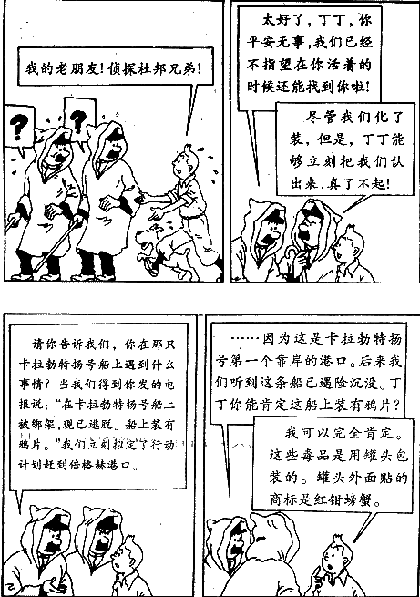 我的老朋友!侦探杜邦兄弟!
?
?
太好了，丁丁，你
平安无事，我们已经
不指望在你活着的
时候还能找到你啦!
尽管我们化了
装，但是，丁丁能
够立刻把我们认
出来.真了不起!
请你告诉我们，你在那只
卡拉勃特扬号船上遇到什么
事情?当我们得到你发的电
报说:"在卡拉勃特扬号船上
被绑架,现已逃脱。船上装有
鸦片。"我们立刻拟定了行动
计划赶到倍格赫港口。
……因为这是卡拉勃特扬
号第一个靠岸的港口。后来我
们听到这条船已遇险沉没。丁
丁你能肯定这船上装有鸦片?
我可以完全肯定。
这些毒品是用罐头包
装的。罐头外面贴的
商标是红钳螃蟹。